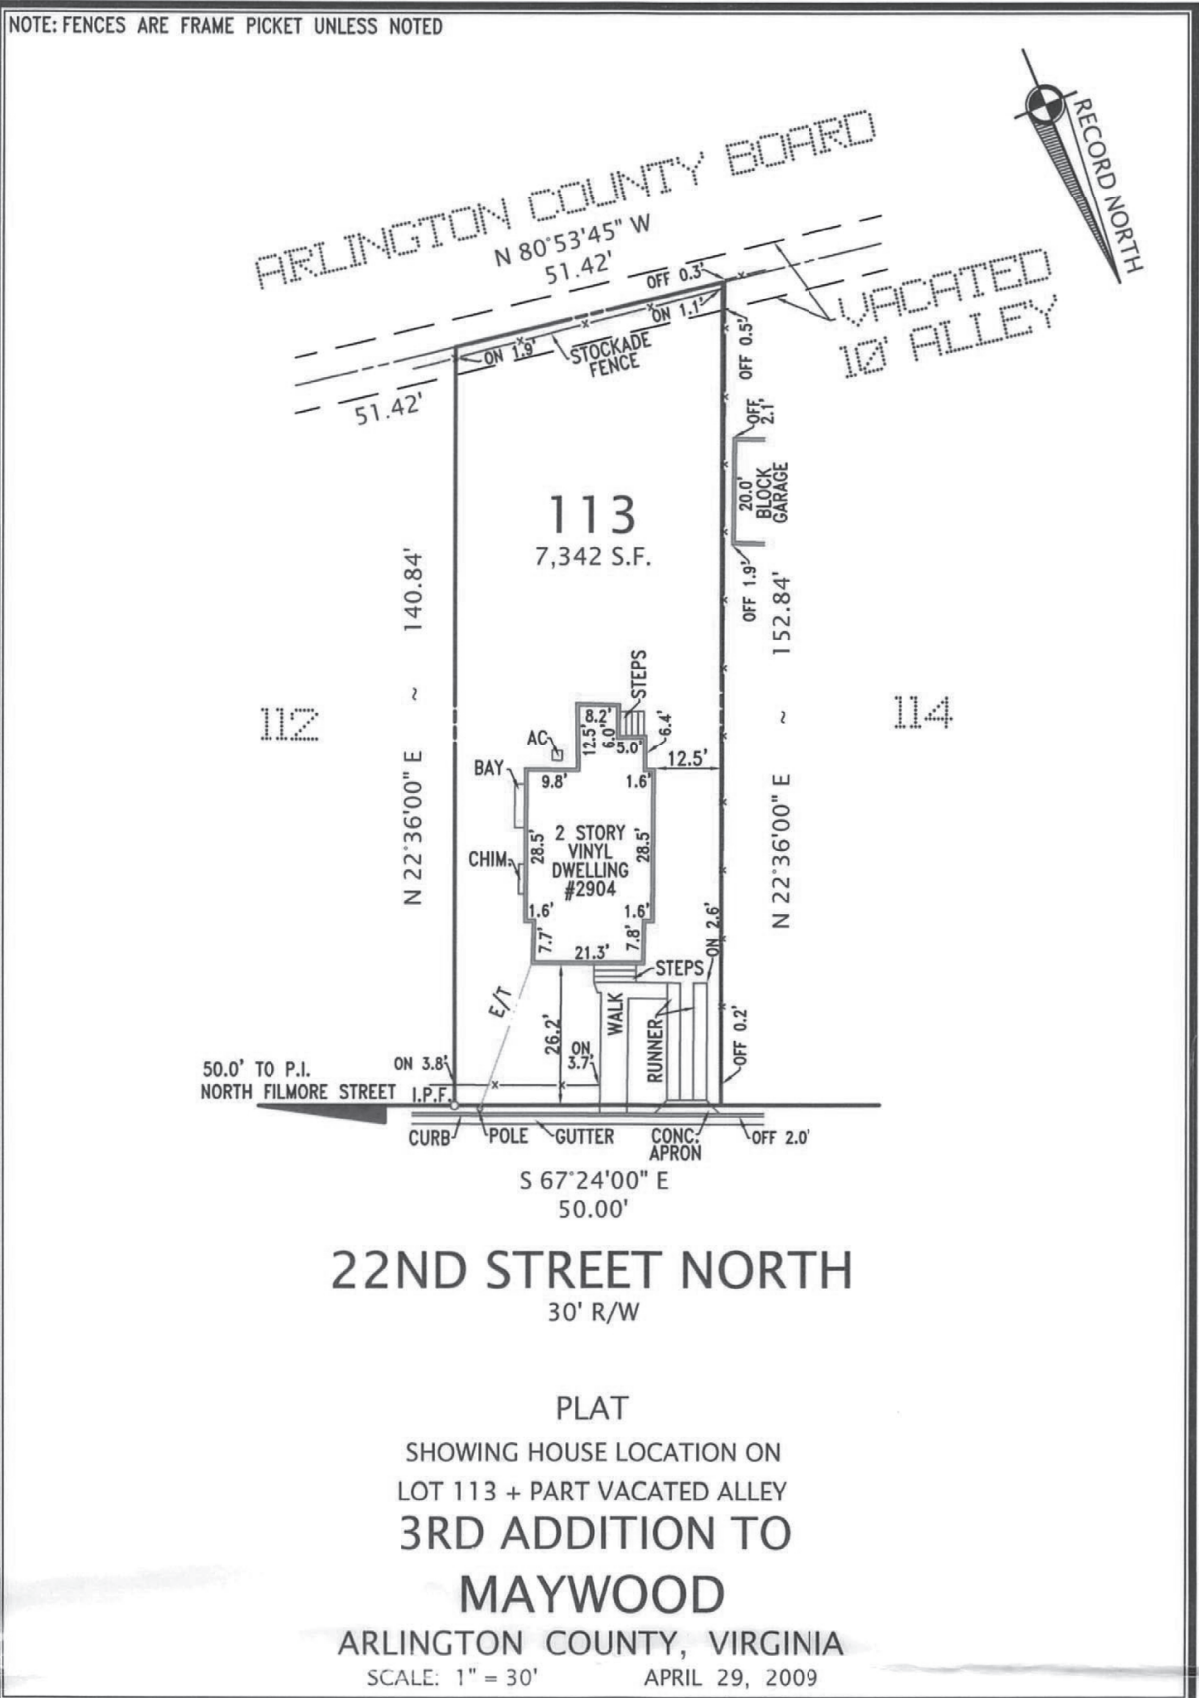 NOTE: FENCES ARE FRAME PICKET UNLESS NOTED
RECORD NORTH
ARLINGTON COUNTY BOARD
N 80°53'45" W
51.42'
OFF 0.3'
ON 1.1'
ON 1.9'
STOCKADE
FENCE
VACATED
10' ALLEY
51.42'
OFF 0.5'
OFF
2.1'
20.0'
BLOCK
GARAGE
OFF 1.9'
113
7,342 S.F.
N 22°36'00" E ~ 140.84'
N 22°36'00" E ~ 152.84'
112
114
STEPS
8.2'
12.5'
6.0'
5.0'
6.4'
AC
BAY
9.8'
1.6'
12.5'
28.5'
2 STORY
VINYL
DWELLING
#2904
28.5'
CHIM.
1.6'
1.6'
7.7'
7.8'
21.3'
ON 2.6'
STEPS
E/T
26.2'
WALK
RUNNER
OFF 0.2'
ON
3.7'
ON 3.8'
50.0' TO P.I.
NORTH FILMORE STREET
I.P.F.
CURB
POLE
GUTTER
CONC.
APRON
OFF 2.0'
S 67°24'00" E
50.00'
22ND STREET NORTH
30' R/W
PLAT
SHOWING HOUSE LOCATION ON
LOT 113 + PART VACATED ALLEY
3RD ADDITION TO
MAYWOOD
ARLINGTON COUNTY, VIRGINIA
SCALE: 1" = 30' APRIL 29, 2009